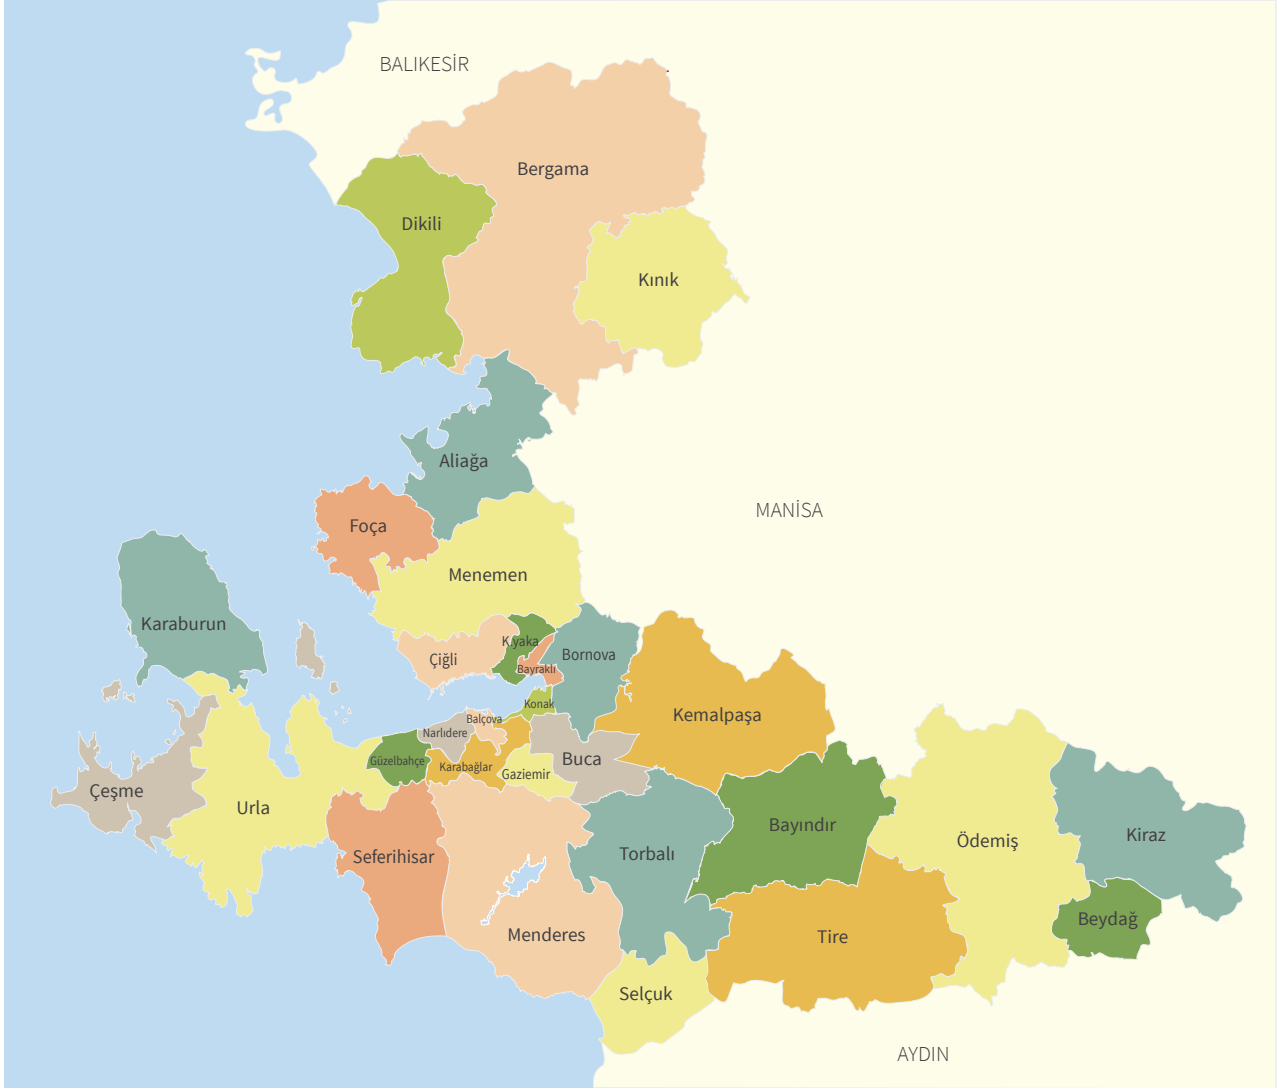 BALIKESİR
Bergama
Dikili
Kınık
Aliağa
MANİSA
Foça
Menemen
Karaburun
Kıyaka
Bornova
Çiğli
Bayraklı
Konak
Kemalpaşa
Balçova
Narlıdere
Güzelbahçe
Karabağlar
Buca
Gaziemir
Çeşme
Urla
Bayındır
Kiraz
Ödemiş
Seferihisar
Torbalı
Beydağ
Menderes
Tire
Selçuk
AYDIN